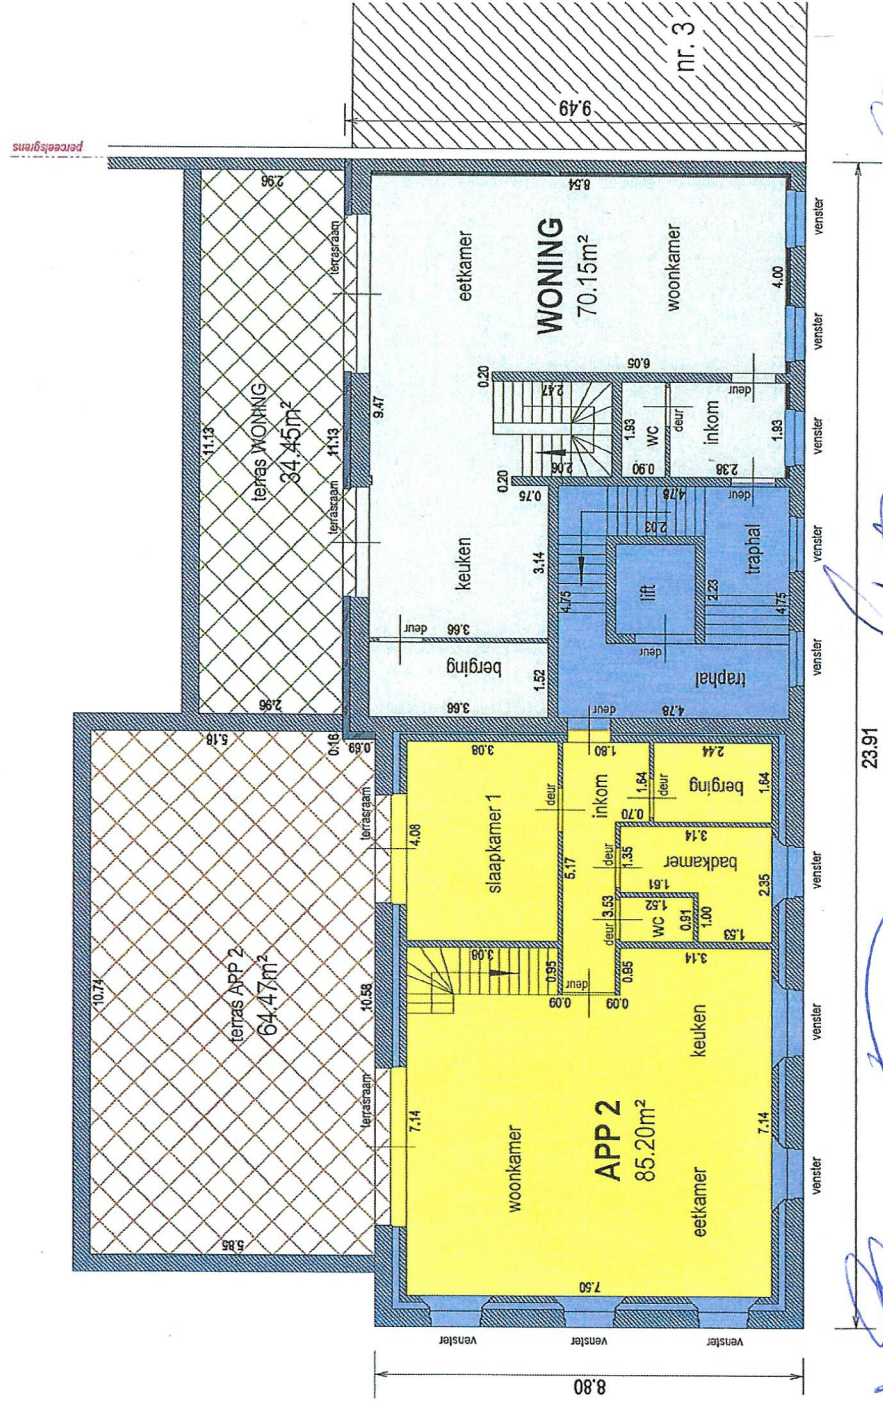 perceelsgrens
nr. 3
9.49
terras APP 2
64.47m²
10.74
10.58
5.85
5.18
terras WONING
34.45m²
11.13
11.13
2.96
2.96
0.16
0.69
terrasraam
terrasraam
terrasraam
terrasraam
APP 2
85.20m²
woonkamer
eetkamer
keuken
7.14
7.14
7.50
slaapkamer 1
4.08
3.08
3.08
0.95
0.09
0.09
0.95
3.14
deur
inkom
5.17
3.53
1.35
0.70
1.64
1.80
deur
deur
deur
deur
deur
WC
1.52
0.91
1.00
1.53
1.61
badkamer
3.14
2.35
berging
2.44
1.64
WONING
70.15m²
eetkamer
woonkamer
8.54
4.00
6.05
9.47
keuken
3.66
3.14
0.75
0.20
0.20
2.47
2.06
berging
3.66
1.52
deur
wc
1.93
0.90
deur
inkom
2.38
1.93
deur
deur
traphal
traphal
lift
deur
4.75
4.75
4.78
4.78
2.03
2.23
venster
venster
venster
venster
venster
venster
venster
venster
venster
venster
venster
8.80
23.91